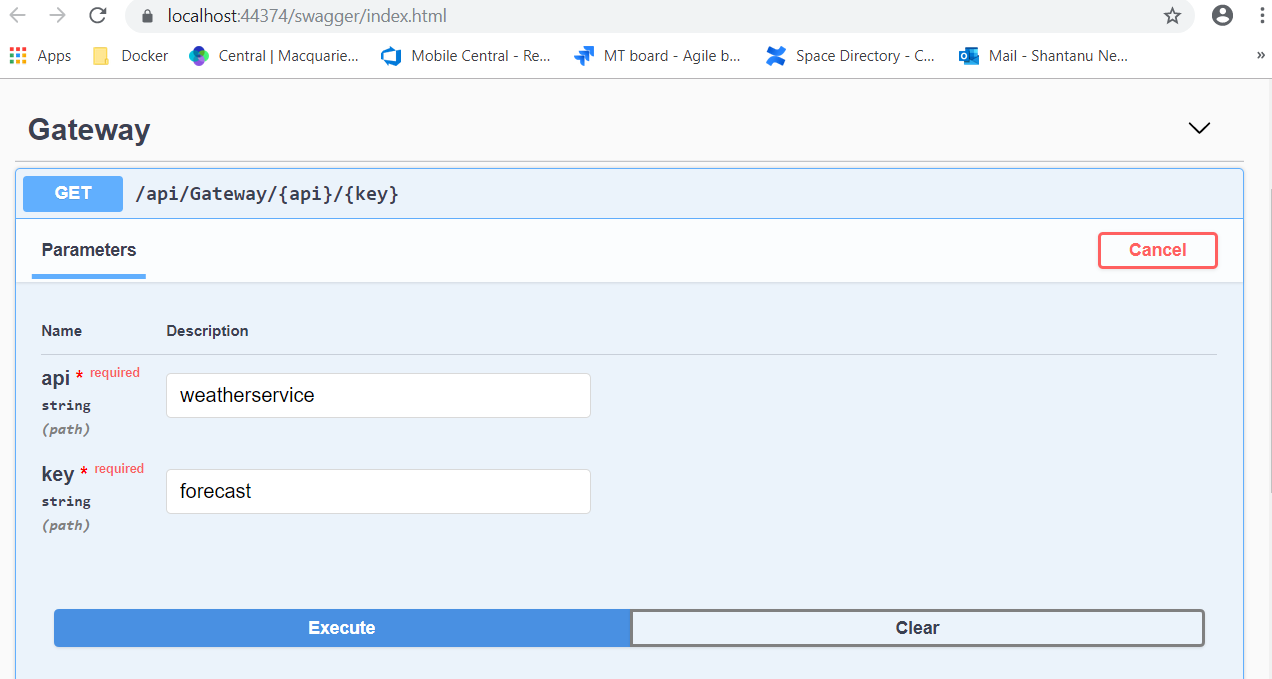 localhost:44374/swagger/index.html
Apps Docker Central | Macquarie... Mobile Central - Re... MT board - Agile b... Space Directory - C... Mail - Shantanu Ne... »
Gateway
GET /api/Gateway/{api}/{key}
Parameters Cancel
Name Description
api * required
string
(path)
weatherservice
key * required
string
(path)
forecast
Execute Clear